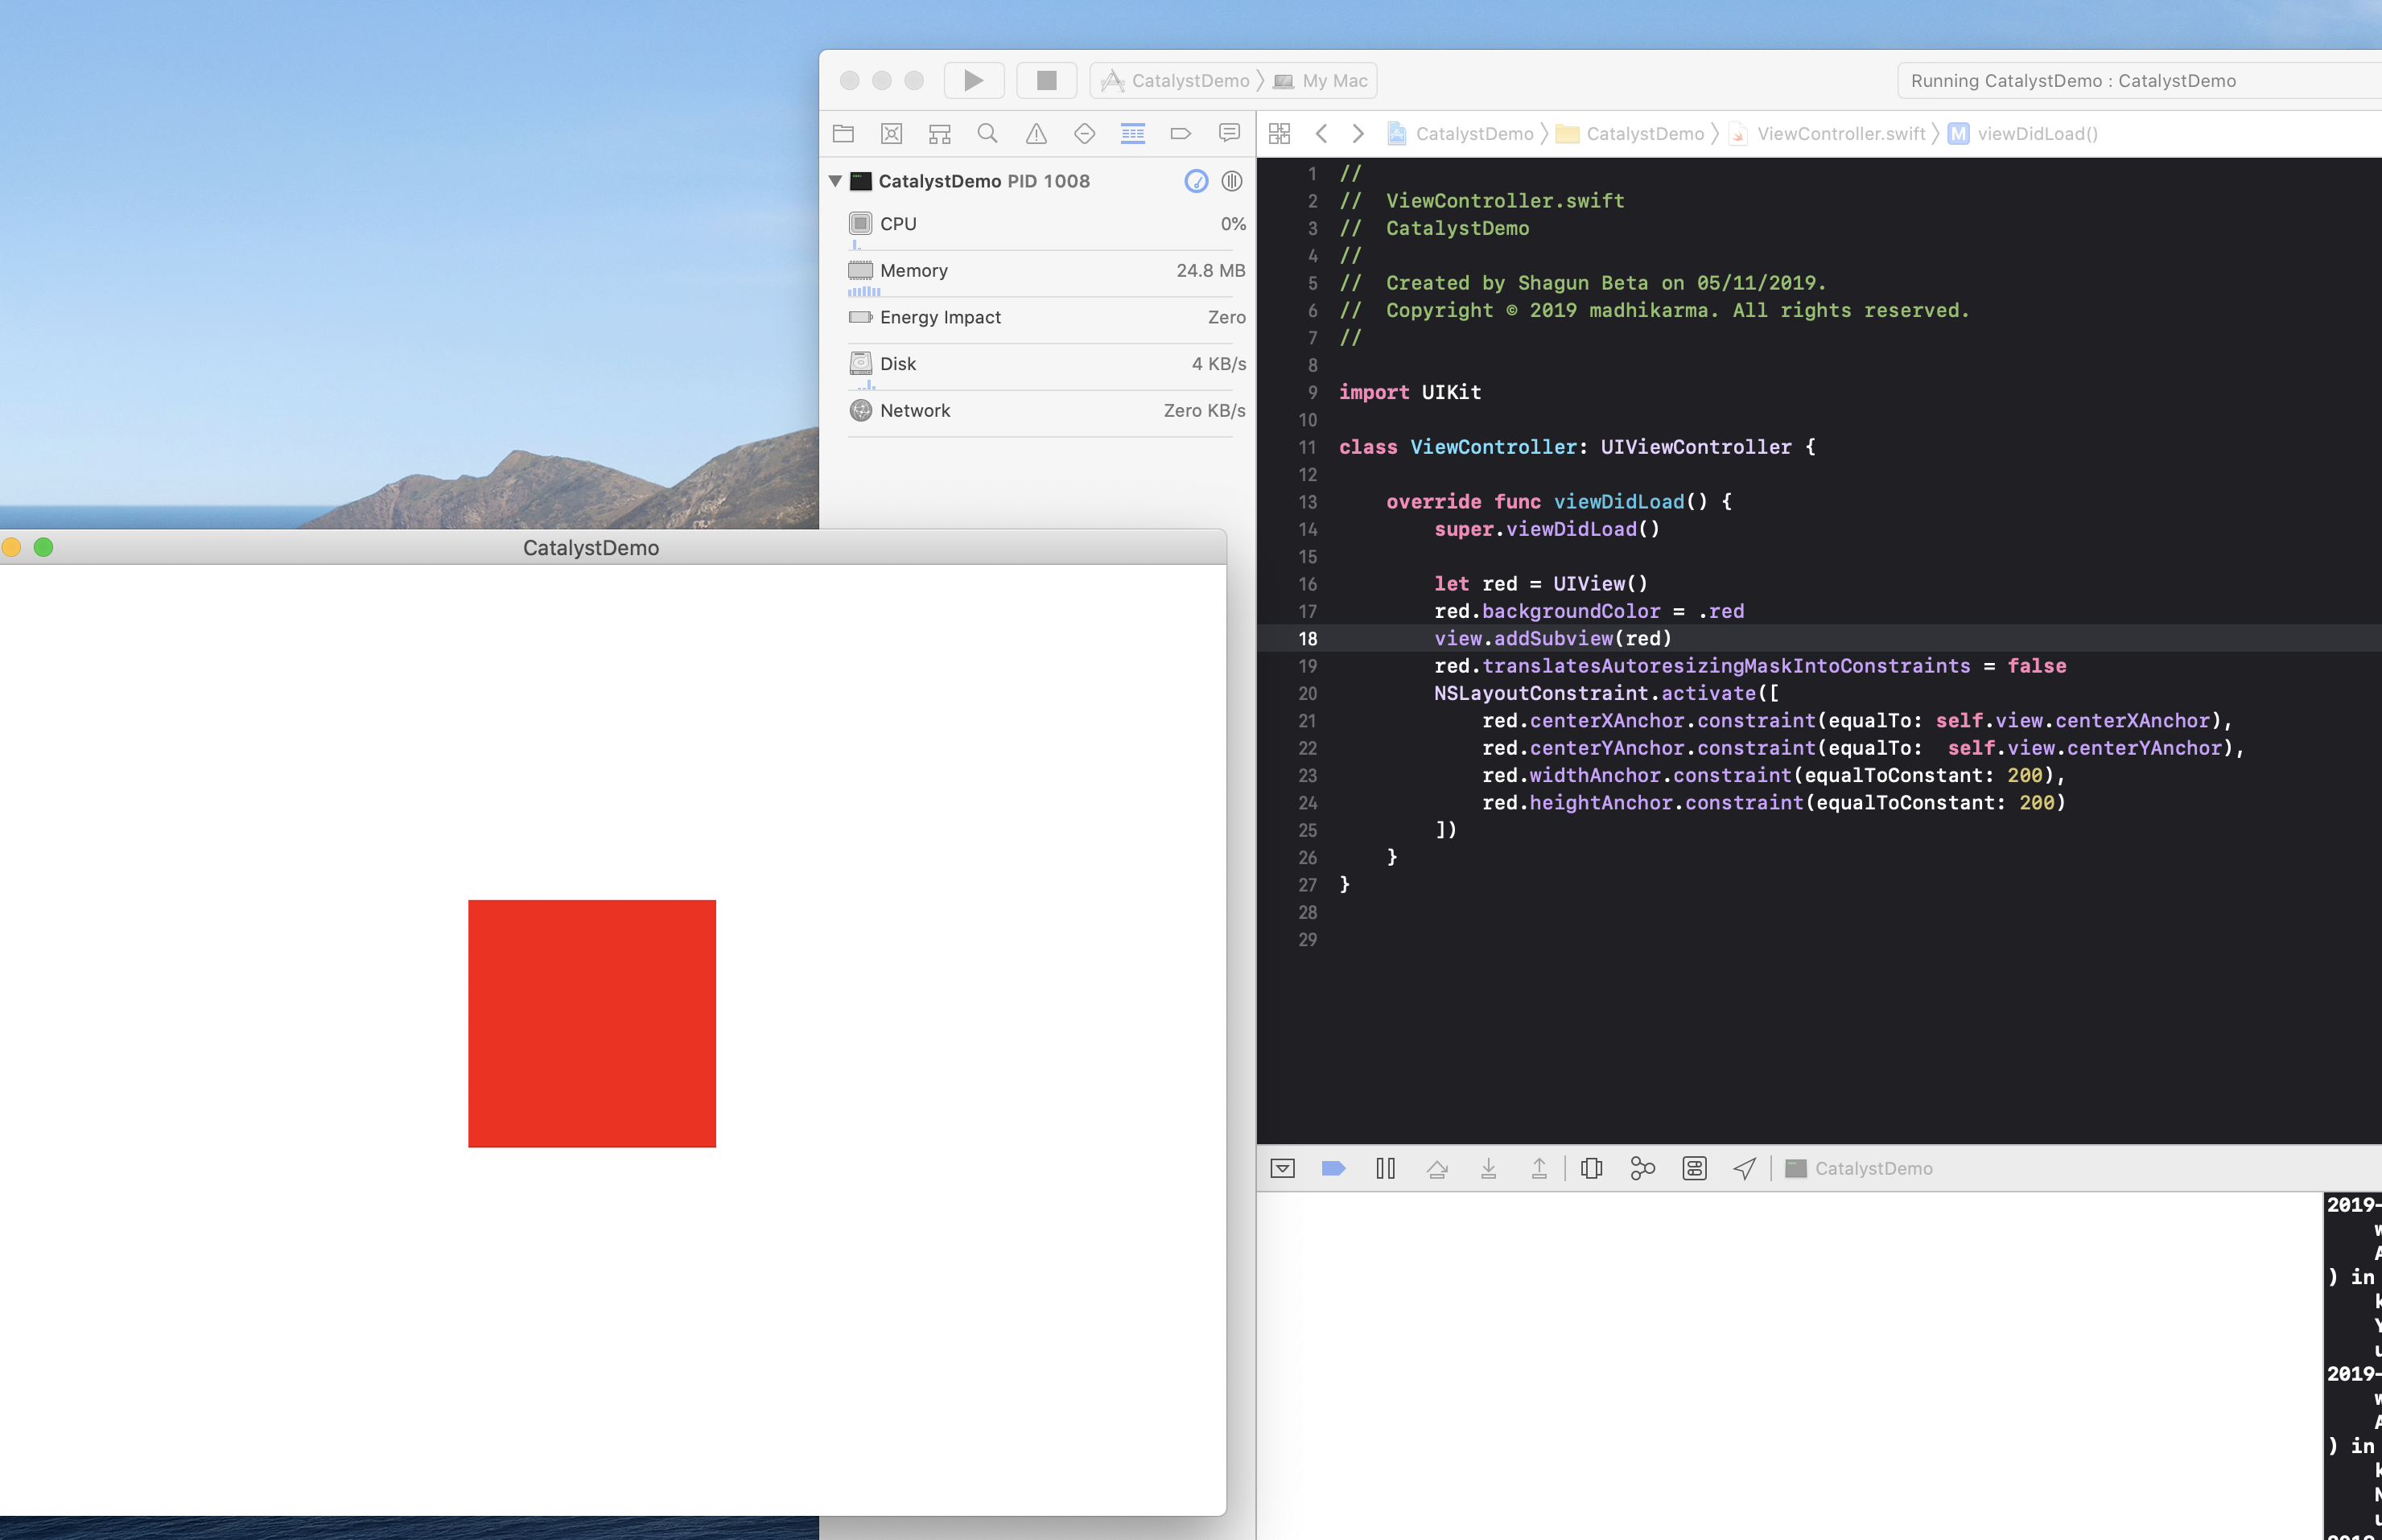 CatalystDemo 〉 My Mac
Running CatalystDemo : CatalystDemo
CatalystDemo 〉 CatalystDemo 〉 ViewController.swift 〉 M viewDidLoad()
CatalystDemo PID 1008
CPU 0%
Memory 24.8 MB
Energy Impact Zero
Disk 4 KB/s
Network Zero KB/s
CatalystDemo
1 //
2 //  ViewController.swift
3 //  CatalystDemo
4 //
5 //  Created by Shagun Beta on 05/11/2019.
6 //  Copyright © 2019 madhikarma. All rights reserved.
7 //
8
9 import UIKit
10
11 class ViewController: UIViewController {
12
13     override func viewDidLoad() {
14         super.viewDidLoad()
15
16         let red = UIView()
17         red.backgroundColor = .red
18         view.addSubview(red)
19         red.translatesAutoresizingMaskIntoConstraints = false
20         NSLayoutConstraint.activate([
21             red.centerXAnchor.constraint(equalTo: self.view.centerXAnchor),
22             red.centerYAnchor.constraint(equalTo:  self.view.centerYAnchor),
23             red.widthAnchor.constraint(equalToConstant: 200),
24             red.heightAnchor.constraint(equalToConstant: 200)
25         ])
26     }
27 }
28
29
CatalystDemo
2019-
) in
2019-
) in